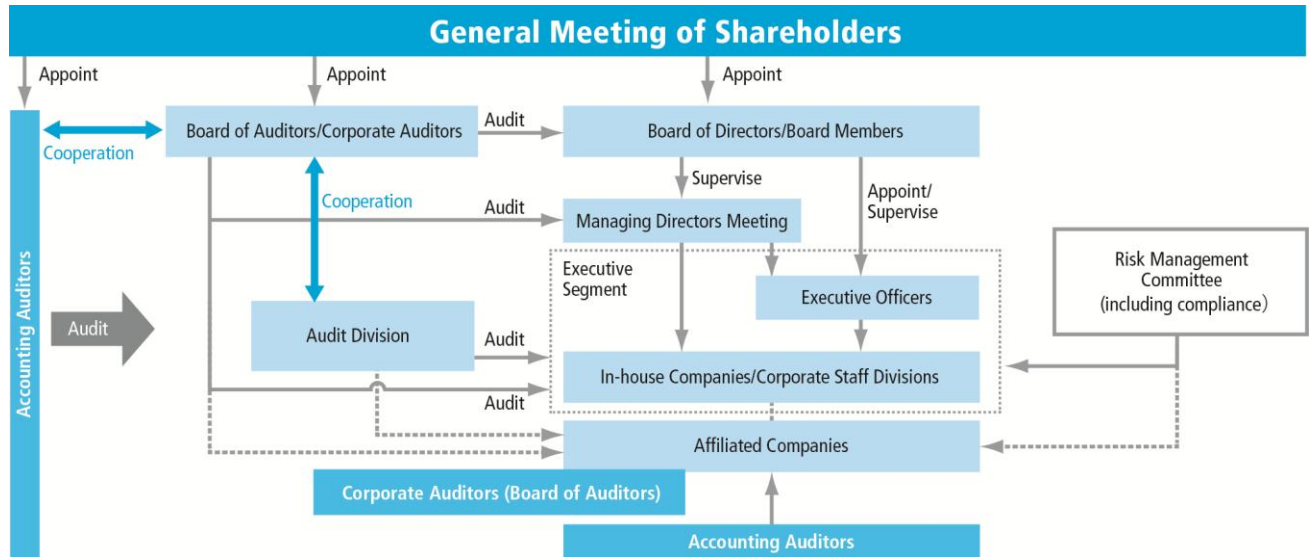 General Meeting of Shareholders
Appoint
Appoint
Appoint
Board of Auditors/Corporate Auditors
Audit
Board of Directors/Board Members
Cooperation
Supervise
Appoint/
Supervise
Cooperation
Audit
Managing Directors Meeting
Accounting Auditors
Audit
Executive
Segment
Executive Officers
Risk Management
Committee
(including compliance)
Audit Division
Audit
In-house Companies/Corporate Staff Divisions
Audit
Affiliated Companies
Corporate Auditors (Board of Auditors)
Accounting Auditors